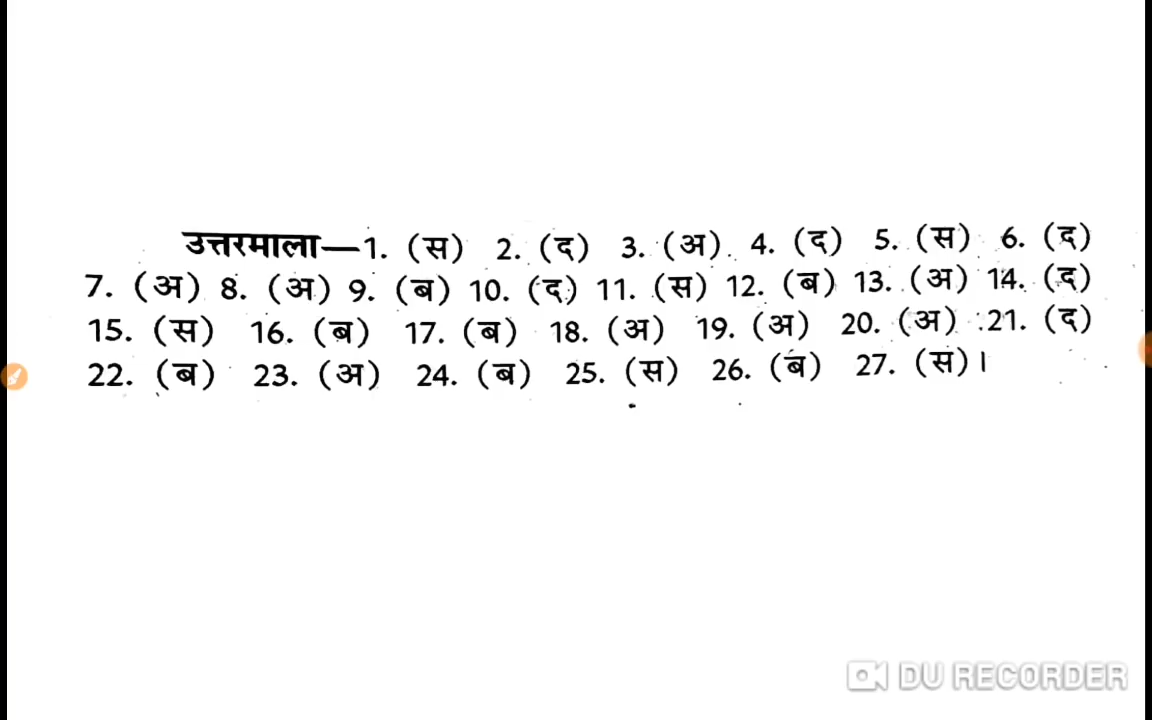 उत्तरमाला—1. (स) 2. (द) 3. (अ) 4. (द) 5. (स) 6. (द)
7. (अ) 8. (अ) 9. (ब) 10. (द) 11. (स) 12. (ब) 13. (अ) 14. (द)
15. (स) 16. (ब) 17. (ब) 18. (अ) 19. (अ) 20. (अ) 21. (द)
22. (ब) 23. (अ) 24. (ब) 25. (स) 26. (ब) 27. (स)।
DU RECORDER